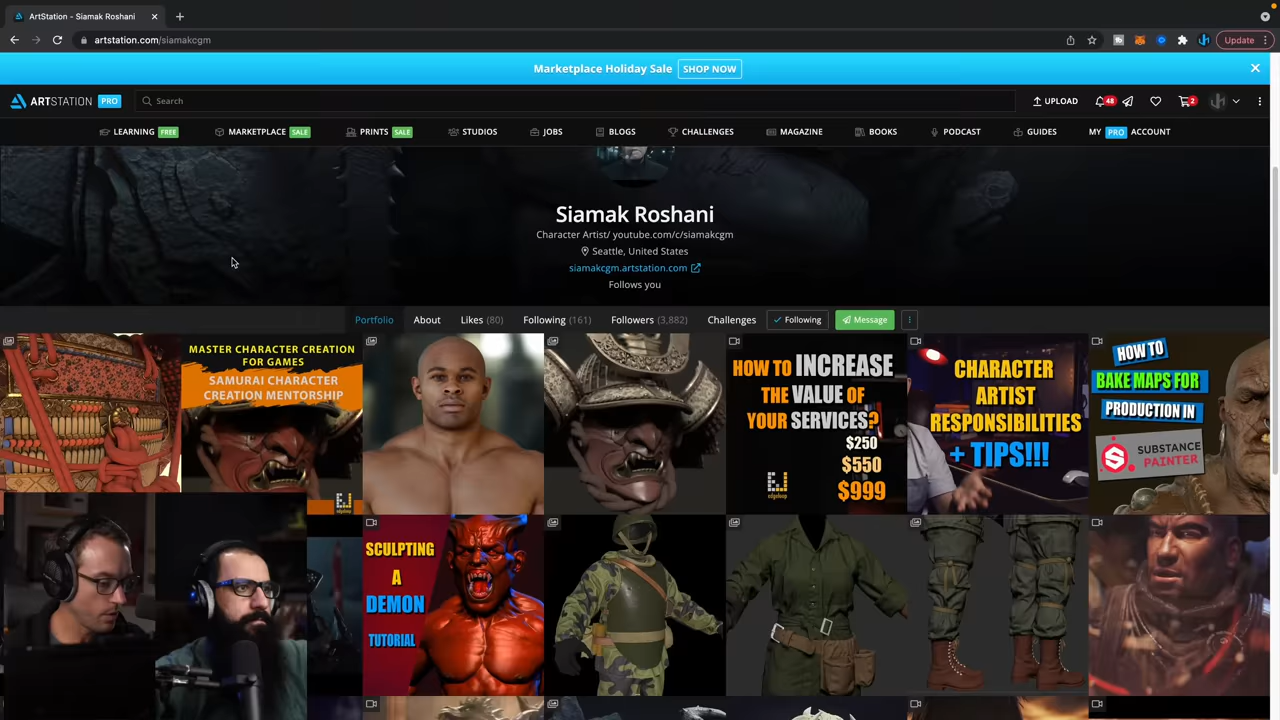 ArtStation - Siamak Roshani
artstation.com/siamakcgm
Update
Marketplace Holiday Sale
SHOP NOW
ARTSTATION PRO
Search
UPLOAD
48
2
LEARNING FREE
MARKETPLACE SALE
PRINTS SALE
STUDIOS
JOBS
BLOGS
CHALLENGES
MAGAZINE
BOOKS
PODCAST
GUIDES
MY PRO ACCOUNT
Siamak Roshani
Character Artist/ youtube.com/c/siamakcgm
Seattle, United States
siamakcgm.artstation.com
Follows you
Portfolio
About
Likes (80)
Following (161)
Followers (3,882)
Challenges
Following
Message
MASTER CHARACTER CREATION
FOR GAMES
SAMURAI CHARACTER
CREATION MENTORSHIP
HOW TO INCREASE
THE VALUE OF
YOUR SERVICES?
$250
$550
$999
edgeloop
CHARACTER
ARTIST
RESPONSIBILITIES
+ TIPS!!!
HOW TO
BAKE MAPS FOR
PRODUCTION IN
SUBSTANCE
PAINTER
SCULPTING
A
DEMON
TUTORIAL